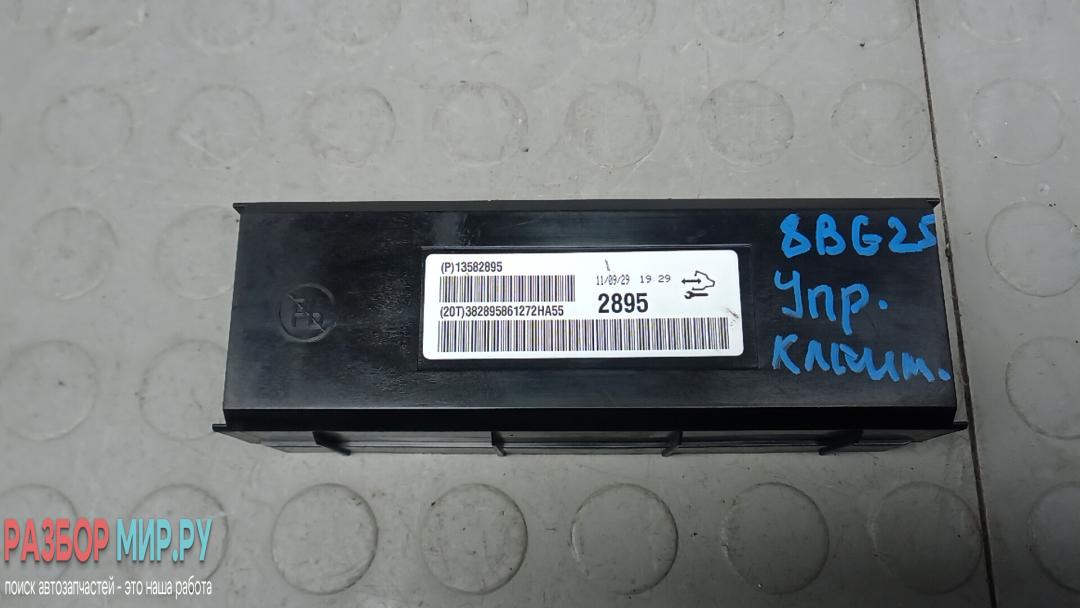 (P)13582895
11/09/29 19:29
2895
(20T)382895861272HA55
8BG25
Упр.
климат.
РАЗБОР МИР.РУ
поиск автозапчастей - это наша работа